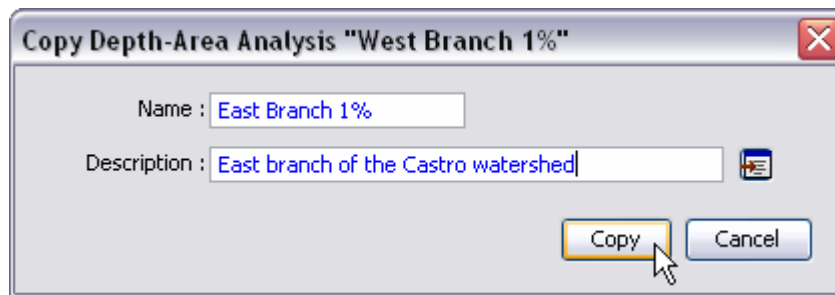 Copy Depth-Area Analysis "West Branch 1%"
Name : East Branch 1%
Description : East branch of the Castro watershed
Copy Cancel